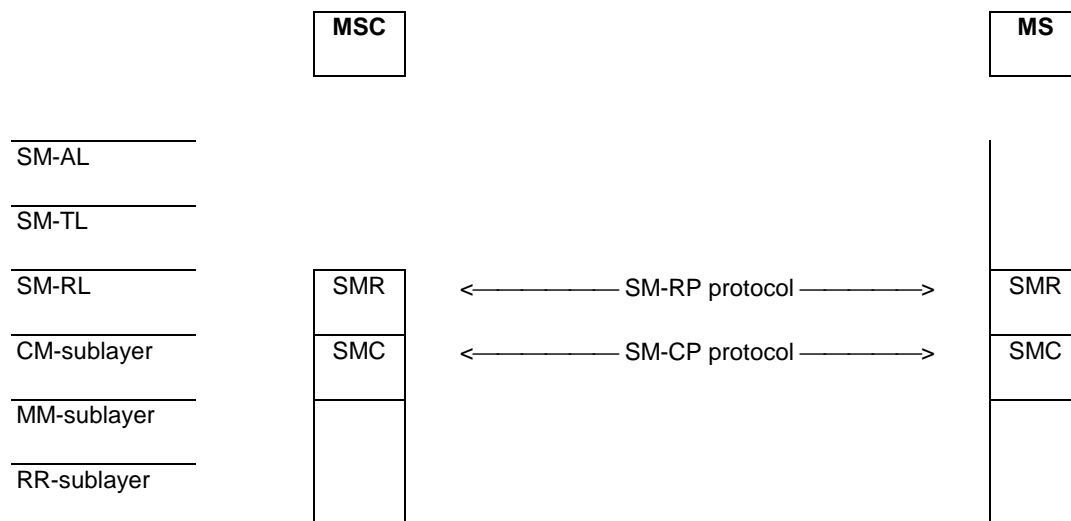 MSC MS
SM-AL
SM-TL
SM-RL SMR <—————— SM-RP protocol ——————> SMR
CM-sublayer SMC <—————— SM-CP protocol ——————> SMC
MM-sublayer
RR-sublayer